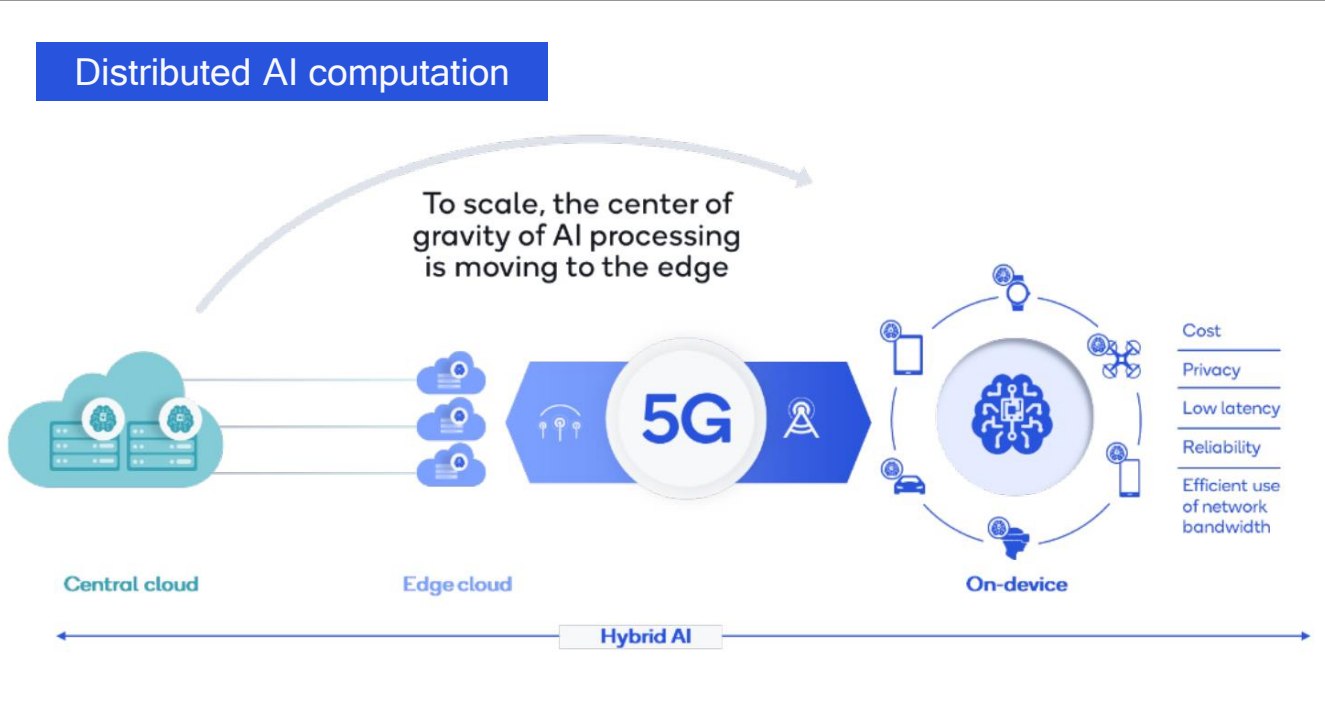 Distributed AI computation
To scale, the center of
gravity of AI processing
is moving to the edge
5G
Cost
Privacy
Low latency
Reliability
Efficient use
of network
bandwidth
Central cloud
Edge cloud
On-device
Hybrid AI